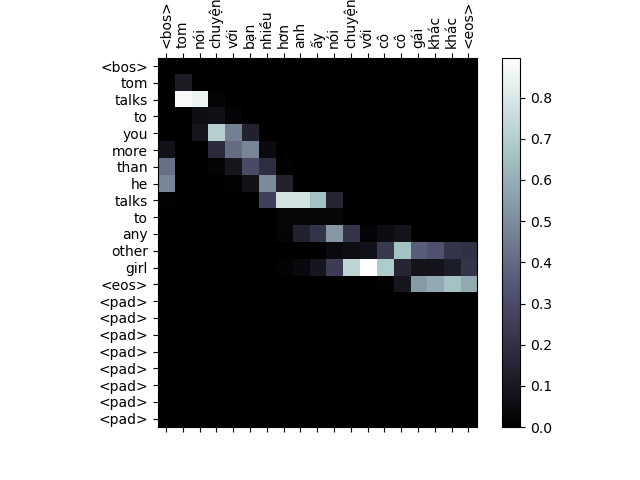 <bos> tom nói chuyện với bạn nhiều hơn anh ấy nói chuyện với cô cô gái khác khác <eos>
<bos>
tom
talks
to
you
more
than
he
talks
to
any
other
girl
<eos>
<pad>
<pad>
<pad>
<pad>
<pad>
<pad>
<pad>
<pad>
0.8
0.7
0.6
0.5
0.4
0.3
0.2
0.1
0.0